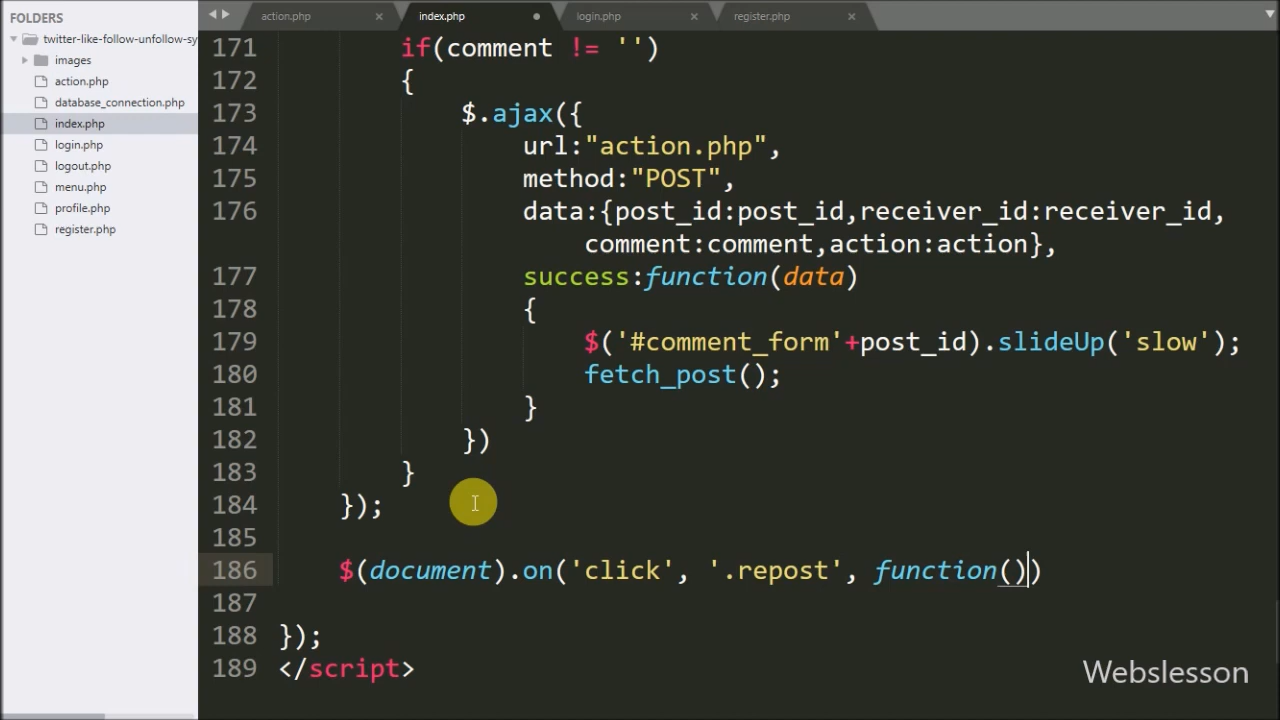 FOLDERS
twitter-like-follow-unfollow-sy
images
action.php
database_connection.php
index.php
login.php
logout.php
menu.php
profile.php
register.php
action.php × index.php login.php × register.php ×
171 if(comment != '')
172 {
173 $.ajax({
174 url:"action.php",
175 method:"POST",
176 data:{post_id:post_id,receiver_id:receiver_id,
comment:comment,action:action},
177 success:function(data)
178 {
179 $('#comment_form'+post_id).slideUp('slow');
180 fetch_post();
181 }
182 })
183 }
184 });
185
186 $(document).on('click', '.repost', function())
187
188 });
189 </script>
Webslesson